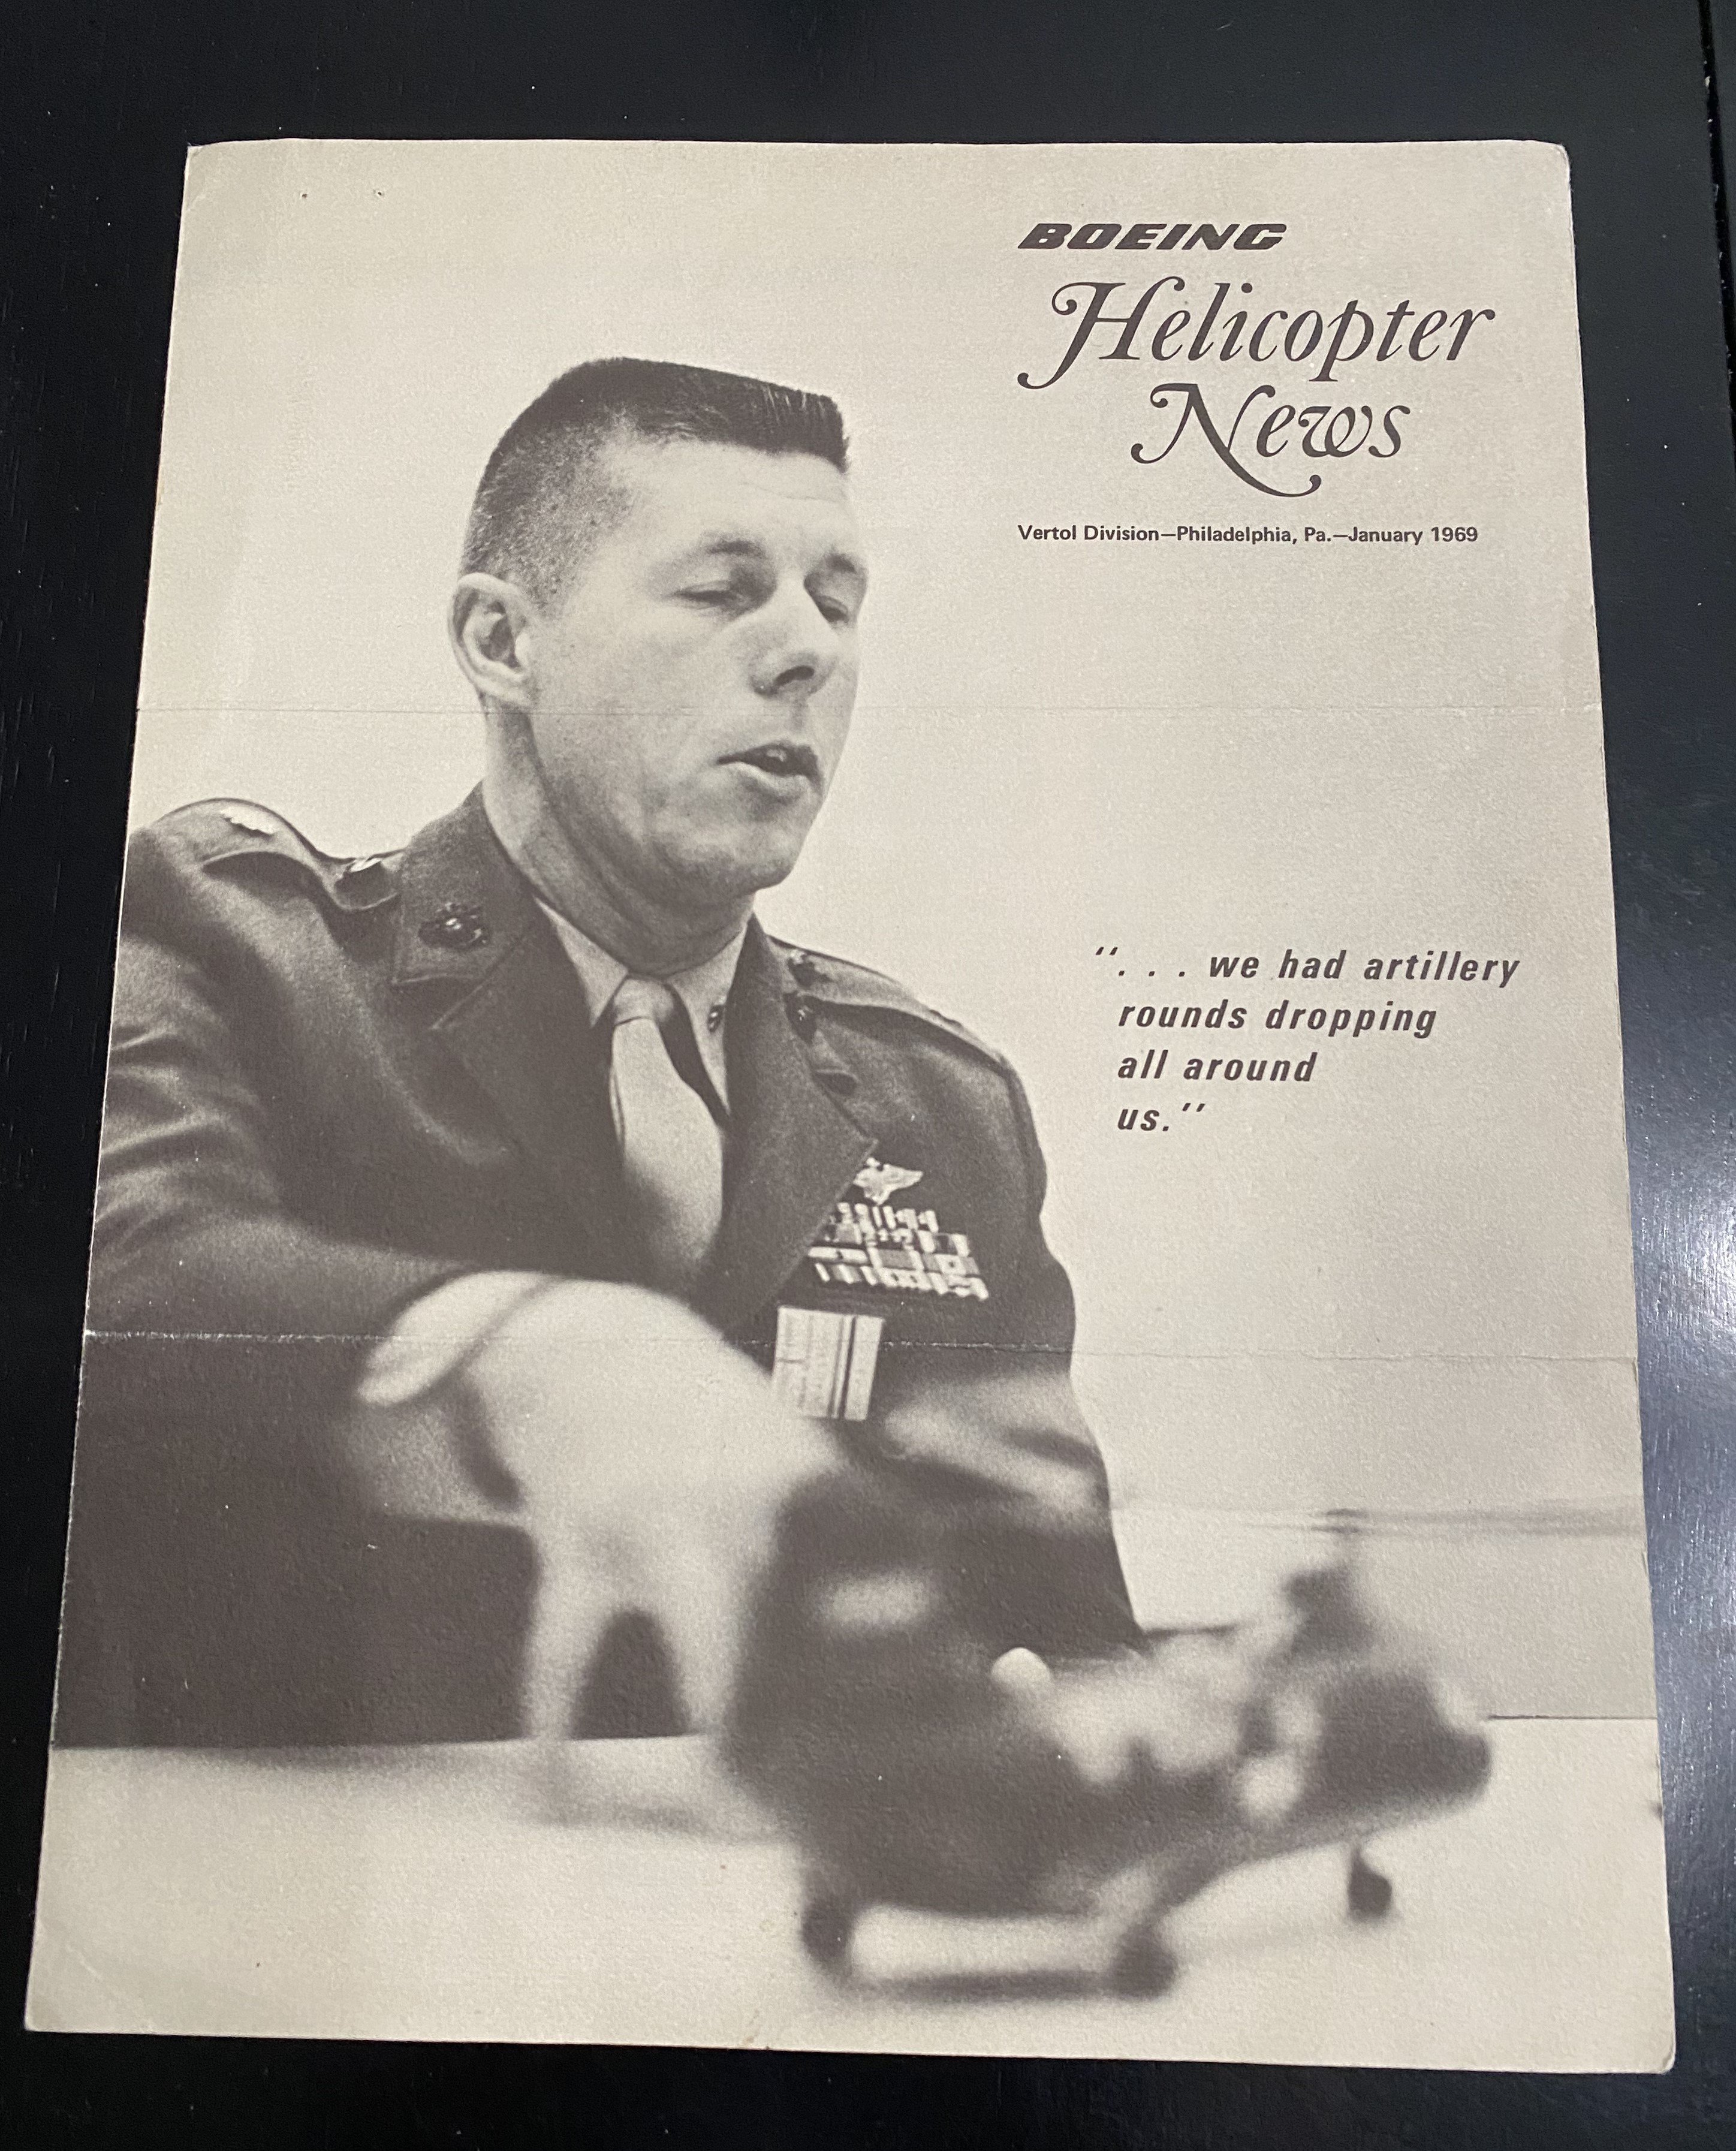 BOEING
Helicopter
News
Vertol Division—Philadelphia, Pa.—January 1969
“. . . we had artillery
rounds dropping
all around
us.”